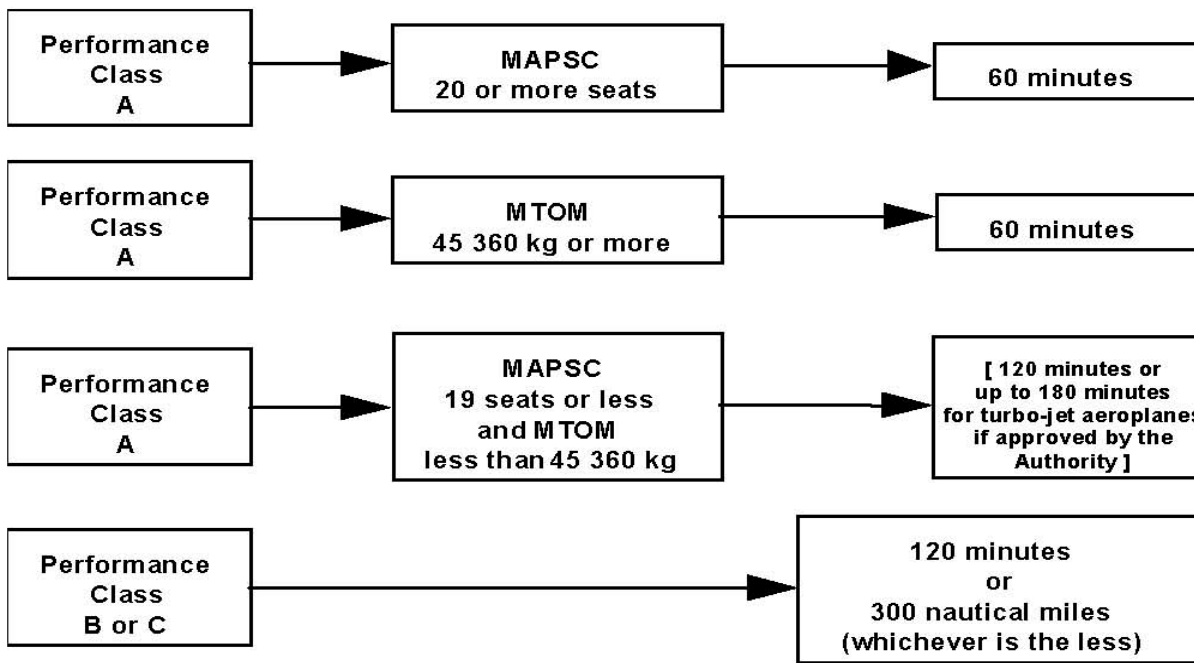 Performance
Class
A
MAPSC
20 or more seats
60 minutes
Performance
Class
A
MTOM
45 360 kg or more
60 minutes
Performance
Class
A
MAPSC
19 seats or less
and MTOM
less than 45 360 kg
[ 120 minutes or
up to 180 minutes
for turbo-jet aeroplanes
if approved by the
Authority ]
Performance
Class
B or C
120 minutes
or
300 nautical miles
(whichever is the less)